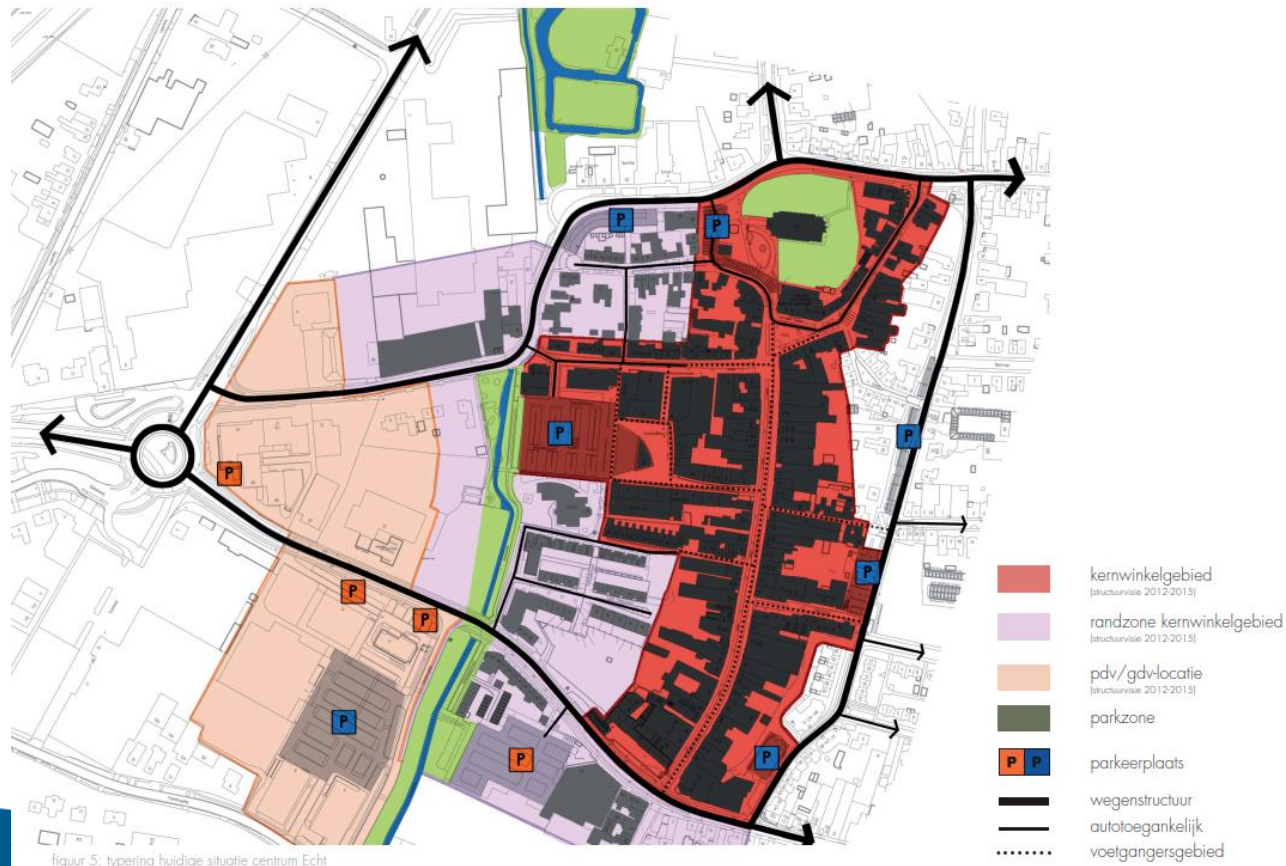 P
P
P
P
P
P
P
P
P
P
P
P
kernwinkelgebied
(structuurvisie 2012-2015)
randzone kernwinkelgebied
(structuurvisie 2012-2015)
pdv/gdv-locatie
(structuurvisie 2012-2015)
parkzone
P P parkeerplaats
wegenstructuur
autotoegankelijk
voetgangersgebied
figuur 5: typering huidige situatie centrum Echt